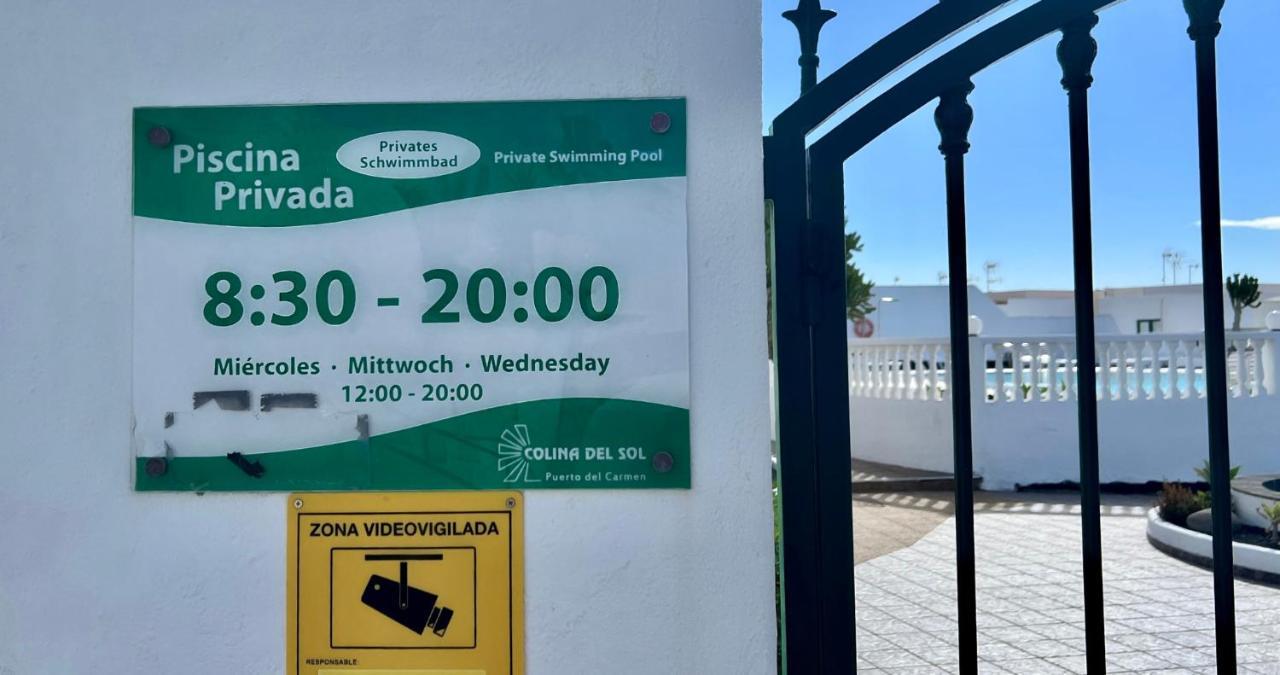 Piscina
Privada
Privates
Schwimmbad
Private Swimming Pool
8:30 - 20:00
Miércoles · Mittwoch · Wednesday
12:00 - 20:00
COLINA DEL SOL
Puerto del Carmen
ZONA VIDEOVIGILADA
RESPONSABLE: